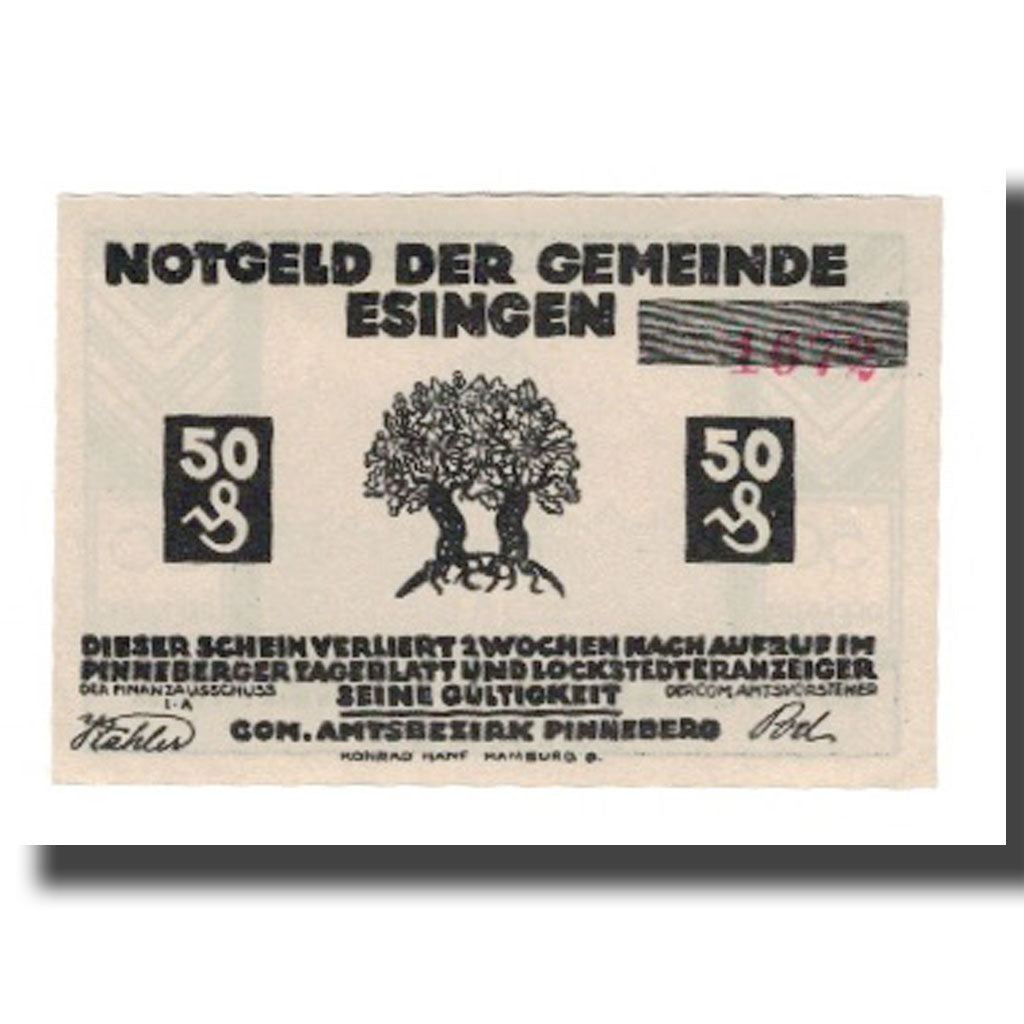 NOTGELD DER GEMEINDE
ESINGEN
1672
50
50
DIESER SCHEIN VERLIERT 2 WOCHEN NACH AUFRUF IM
PINNEBERGER TAGEBLATT UND LOCKSTEDTER ANZEIGER
DER FINANZAUSSCHUSS
I·A
SEINE GÜLTIGKEIT
DER COM. AMTSVORSTEHER
COM. AMTSBEZIRK PINNEBERG
KONRAD HANF HAMBURG 8.